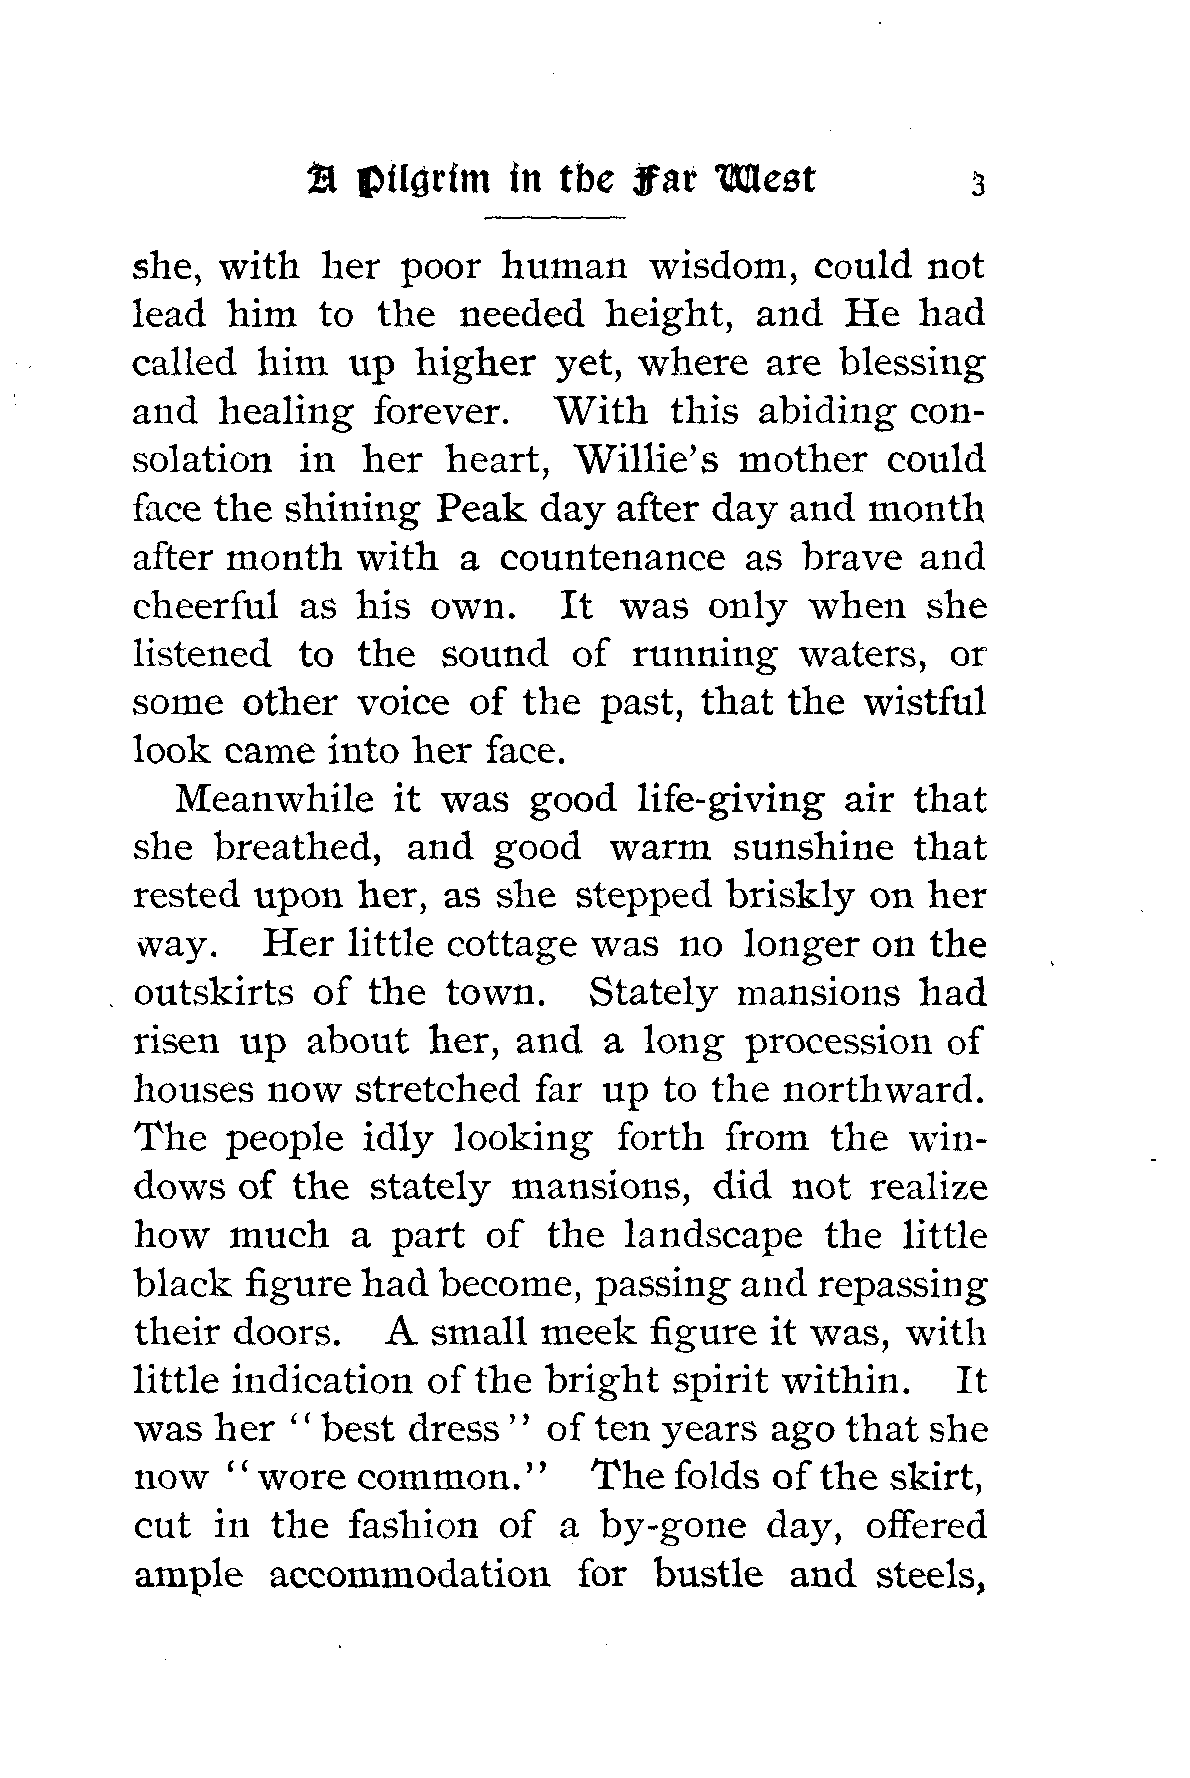 A Pilgrim in the Far West 3
she, with her poor human wisdom, could not
lead him to the needed height, and He had
called him up higher yet, where are blessing
and healing forever. With this abiding con-
solation in her heart, Willie's mother could
face the shining Peak day after day and month
after month with a countenance as brave and
cheerful as his own. It was only when she
listened to the sound of running waters, or
some other voice of the past, that the wistful
look came into her face.
Meanwhile it was good life-giving air that
she breathed, and good warm sunshine that
rested upon her, as she stepped briskly on her
way. Her little cottage was no longer on the
outskirts of the town. Stately mansions had
risen up about her, and a long procession of
houses now stretched far up to the northward.
The people idly looking forth from the win-
dows of the stately mansions, did not realize
how much a part of the landscape the little
black figure had become, passing and repassing
their doors. A small meek figure it was, with
little indication of the bright spirit within. It
was her "best dress" of ten years ago that she
now "wore common." The folds of the skirt,
cut in the fashion of a by-gone day, offered
ample accommodation for bustle and steels,